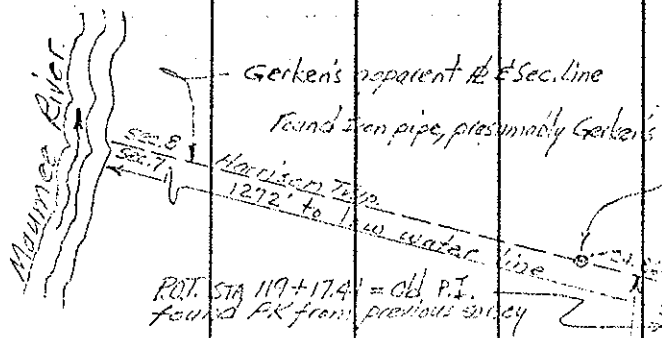 Maumee River
Gerken's apparent ℄ & Sec. line
Found Iron pipe, presumably Gerken's
Sec. 8
Sec. 7
Harrison Twp.
1272' to low water line
P.O.T. STA 119+17.41 = Old P.I.
found P.K from previous survey